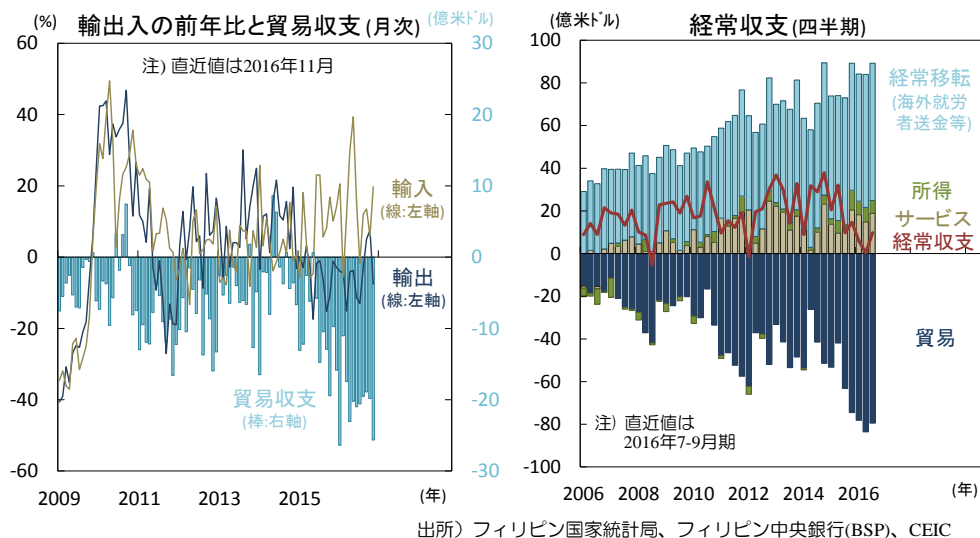 輸出入の前年比と貿易収支(月次)
(%)
(億米ドル)
60
40
20
0
-20
-40
-60
30
20
10
0
-10
-20
-30
注) 直近値は2016年11月
輸入
(線:左軸)
輸出
(線:左軸)
貿易収支
(棒:右軸)
2009
2011
2013
2015
(年)
経常収支(四半期)
(億米ドル)
100
80
60
40
20
0
-20
-40
-60
-80
-100
経常移転
(海外就労
者送金等)
所得
サービス
経常収支
貿易
注) 直近値は
2016年7-9月期
2006
2008
2010
2012
2014
2016
(年)
出所）フィリピン国家統計局、フィリピン中央銀行(BSP)、CEIC